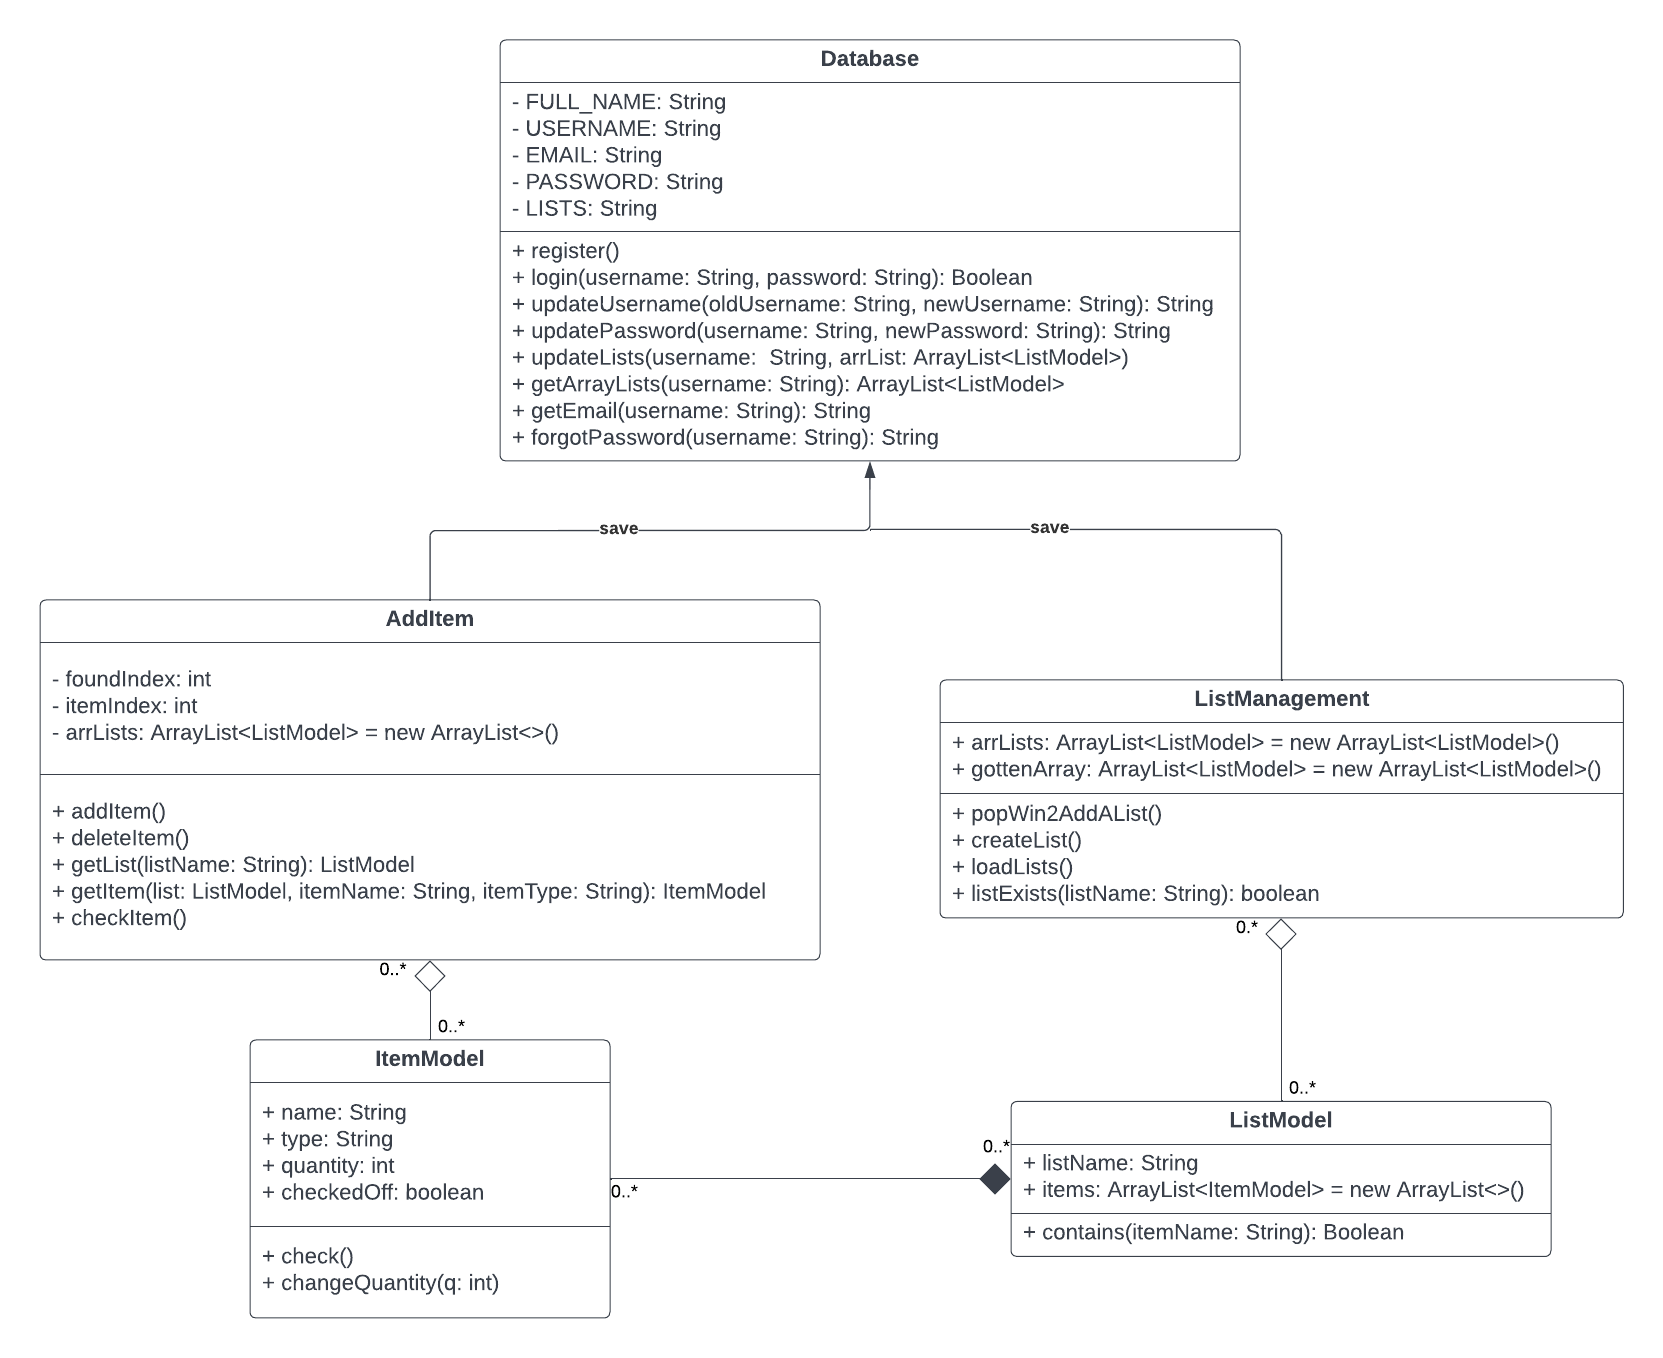 Database
- FULL_NAME: String
- USERNAME: String
- EMAIL: String
- PASSWORD: String
- LISTS: String
+ register()
+ login(username: String, password: String): Boolean
+ updateUsername(oldUsername: String, newUsername: String): String
+ updatePassword(username: String, newPassword: String): String
+ updateLists(username:  String, arrList: ArrayList<ListModel>)
+ getArrayLists(username: String): ArrayList<ListModel>
+ getEmail(username: String): String
+ forgotPassword(username: String): String
save
save
AddItem
- foundIndex: int
- itemIndex: int
- arrLists: ArrayList<ListModel> = new ArrayList<>()
+ addItem()
+ deleteItem()
+ getList(listName: String): ListModel
+ getItem(list: ListModel, itemName: String, itemType: String): ItemModel
+ checkItem()
0..*
0..*
ListManagement
+ arrLists: ArrayList<ListModel> = new ArrayList<ListModel>()
+ gottenArray: ArrayList<ListModel> = new ArrayList<ListModel>()
+ popWin2AddAList()
+ createList()
+ loadLists()
+ listExists(listName: String): boolean
0.*
0..*
ItemModel
+ name: String
+ type: String
+ quantity: int
+ checkedOff: boolean
+ check()
+ changeQuantity(q: int)
0..*
0..*
ListModel
+ listName: String
+ items: ArrayList<ItemModel> = new ArrayList<>()
+ contains(itemName: String): Boolean